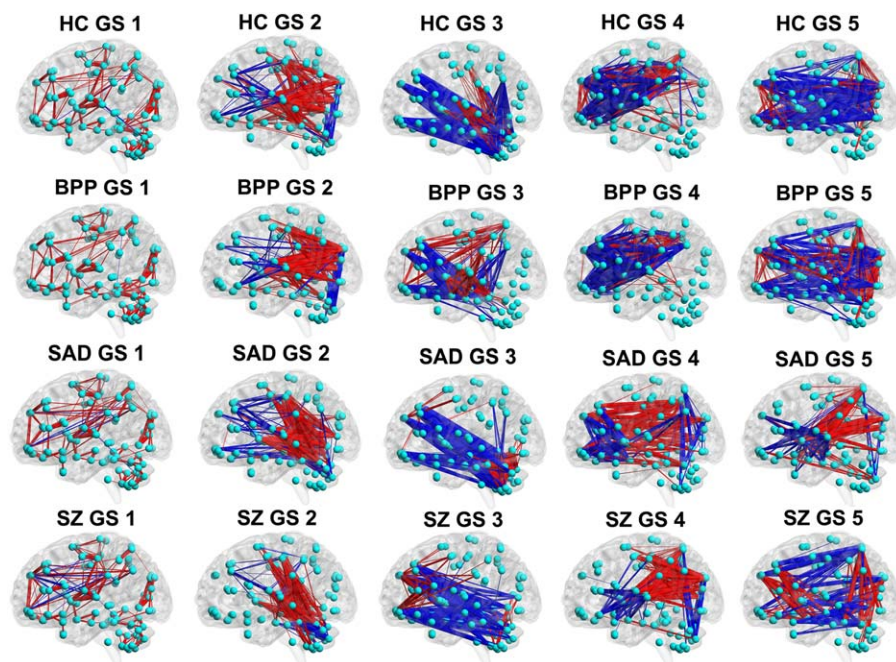 HC GS 1 HC GS 2 HC GS 3 HC GS 4 HC GS 5
BPP GS 1 BPP GS 2 BPP GS 3 BPP GS 4 BPP GS 5
SAD GS 1 SAD GS 2 SAD GS 3 SAD GS 4 SAD GS 5
SZ GS 1 SZ GS 2 SZ GS 3 SZ GS 4 SZ GS 5